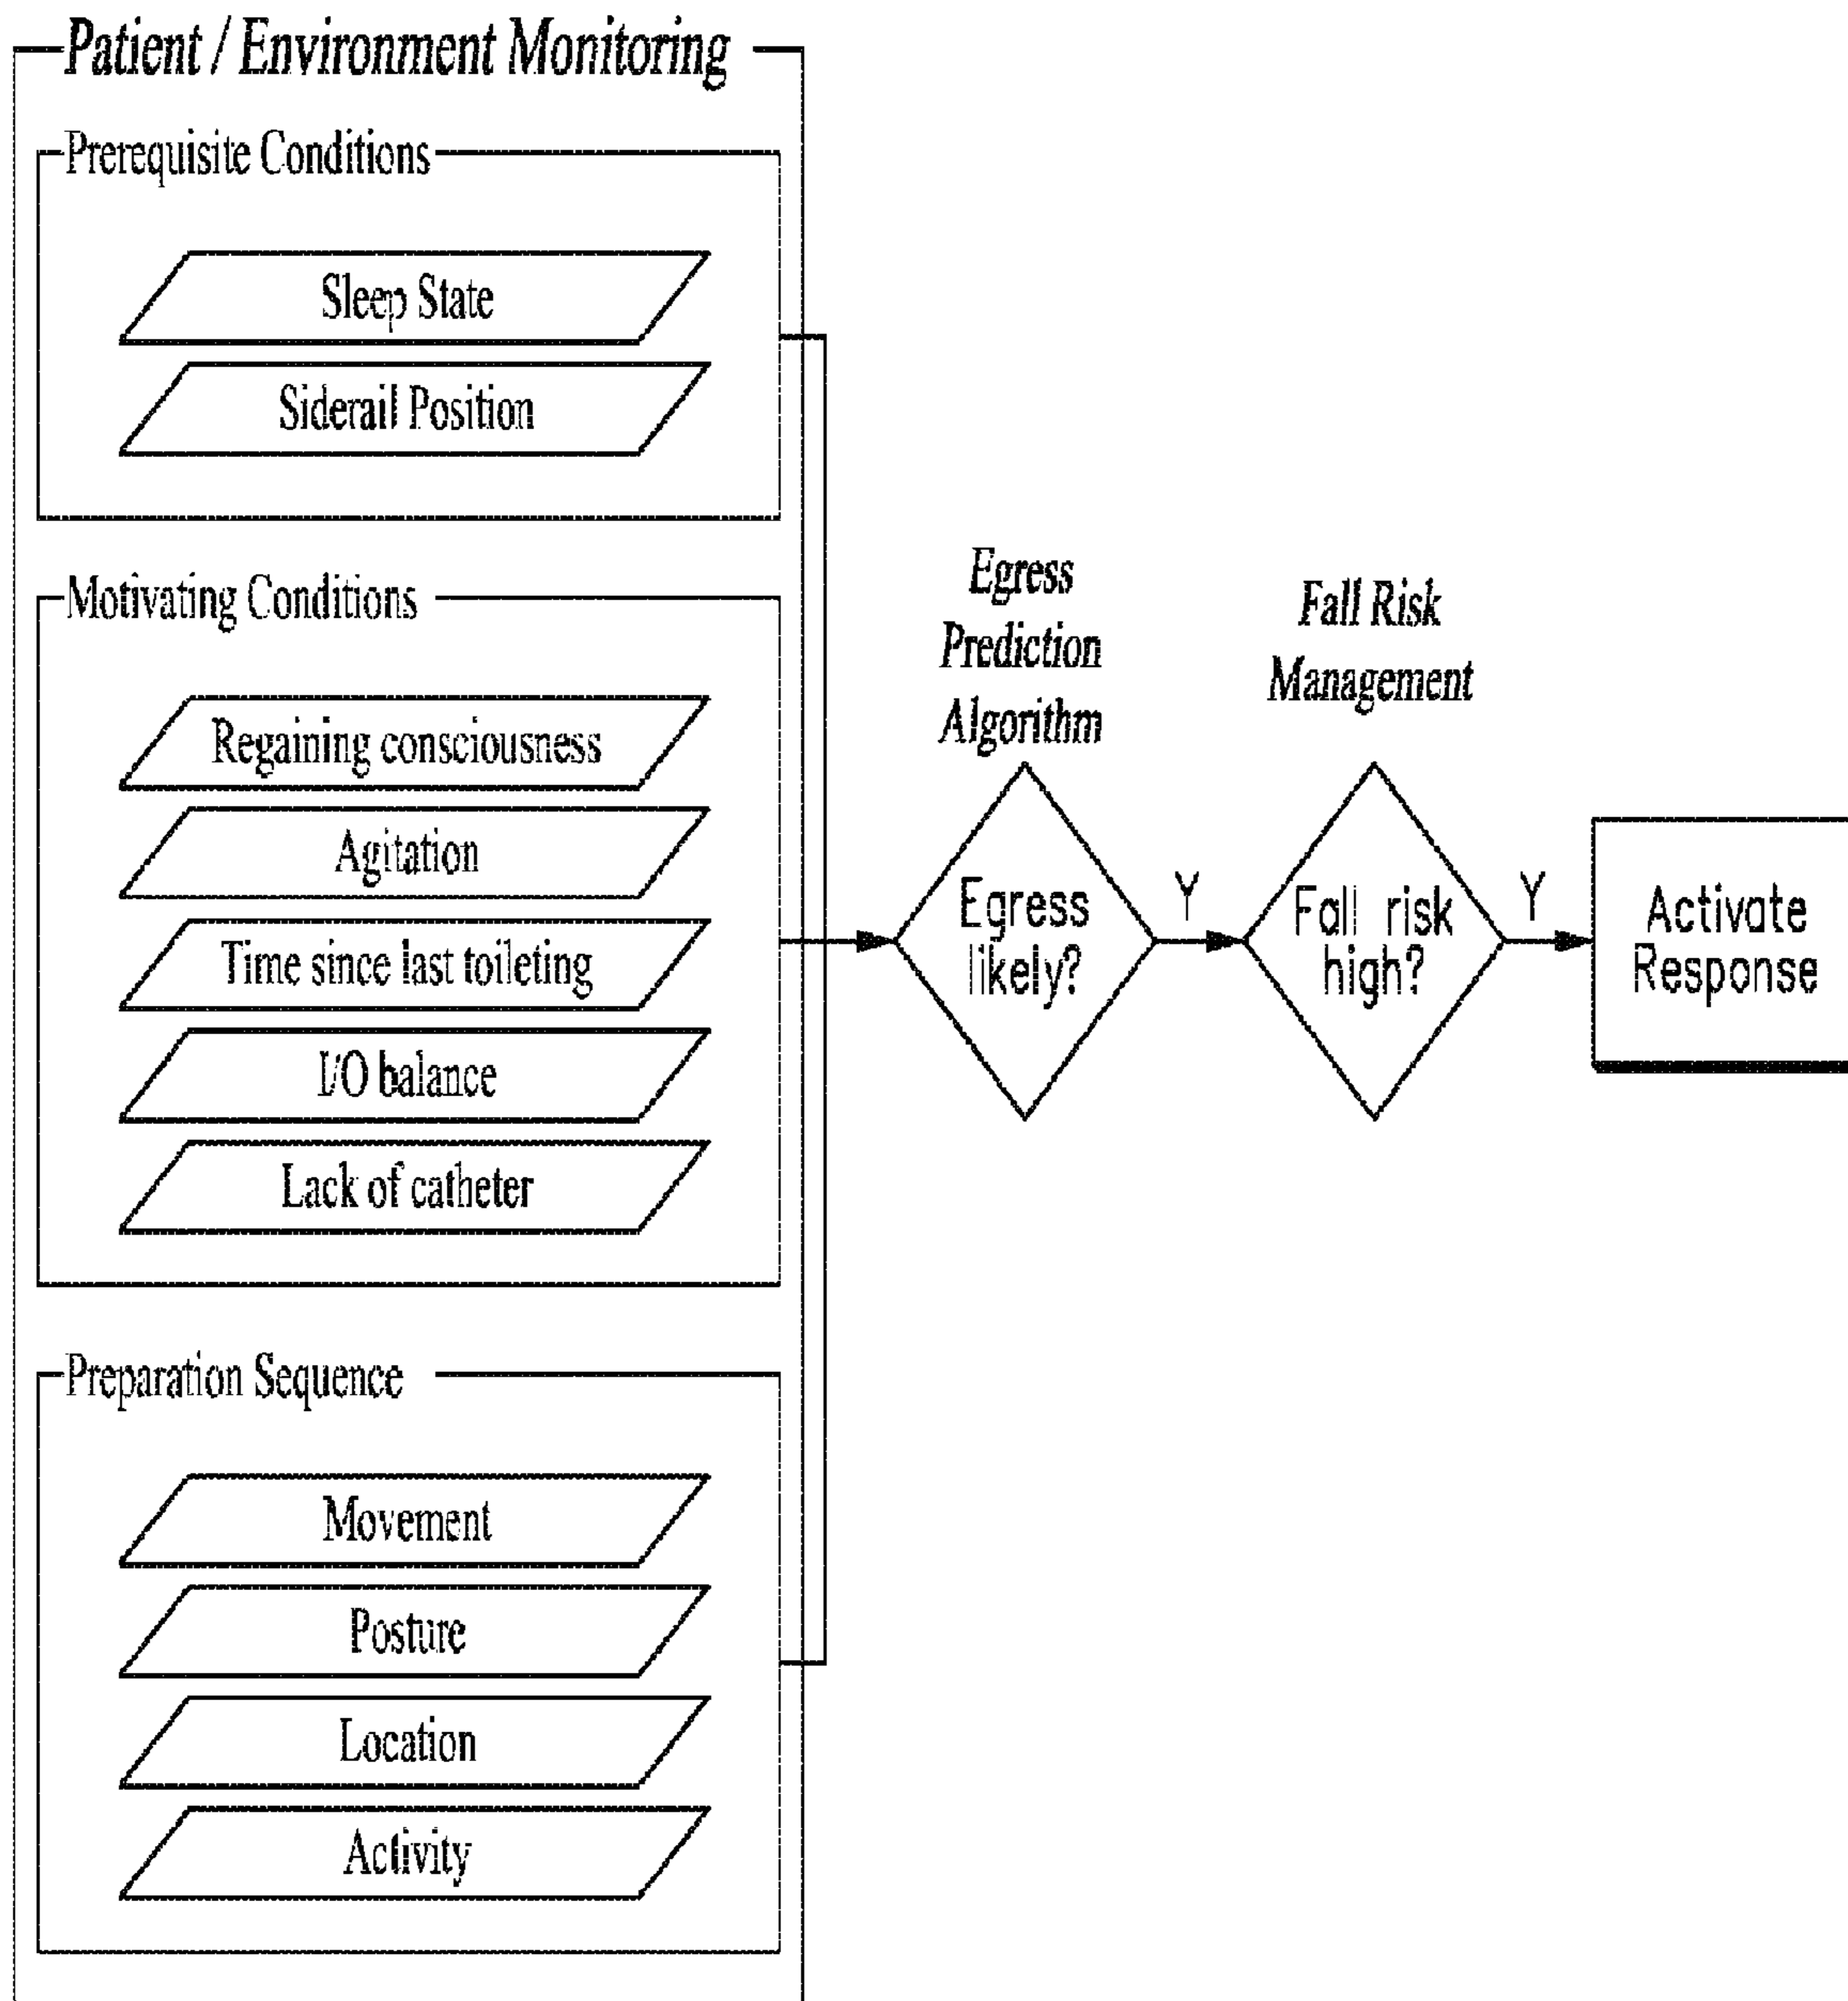 Patient / Environment Monitoring
Prerequisite Conditions
Sleep State
Siderail Position
Motivating Conditions
Regaining consciousness
Agitation
Time since last toileting
I/O balance
Lack of catheter
Preparation Sequence
Movement
Posture
Location
Activity
Egress
Prediction
Algorithm
Egress
likely?
Y
Fall Risk
Management
Fall risk
high?
Y
Activate
Response